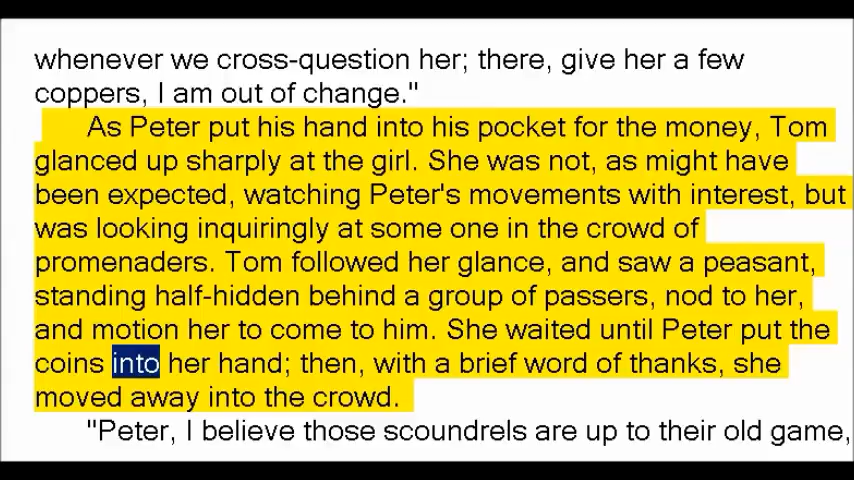 whenever we cross-question her; there, give her a few
coppers, I am out of change."
As Peter put his hand into his pocket for the money, Tom
glanced up sharply at the girl. She was not, as might have
been expected, watching Peter's movements with interest, but
was looking inquiringly at some one in the crowd of
promenaders. Tom followed her glance, and saw a peasant,
standing half-hidden behind a group of passers, nod to her,
and motion her to come to him. She waited until Peter put the
coins into her hand; then, with a brief word of thanks, she
moved away into the crowd.
"Peter, I believe those scoundrels are up to their old game,